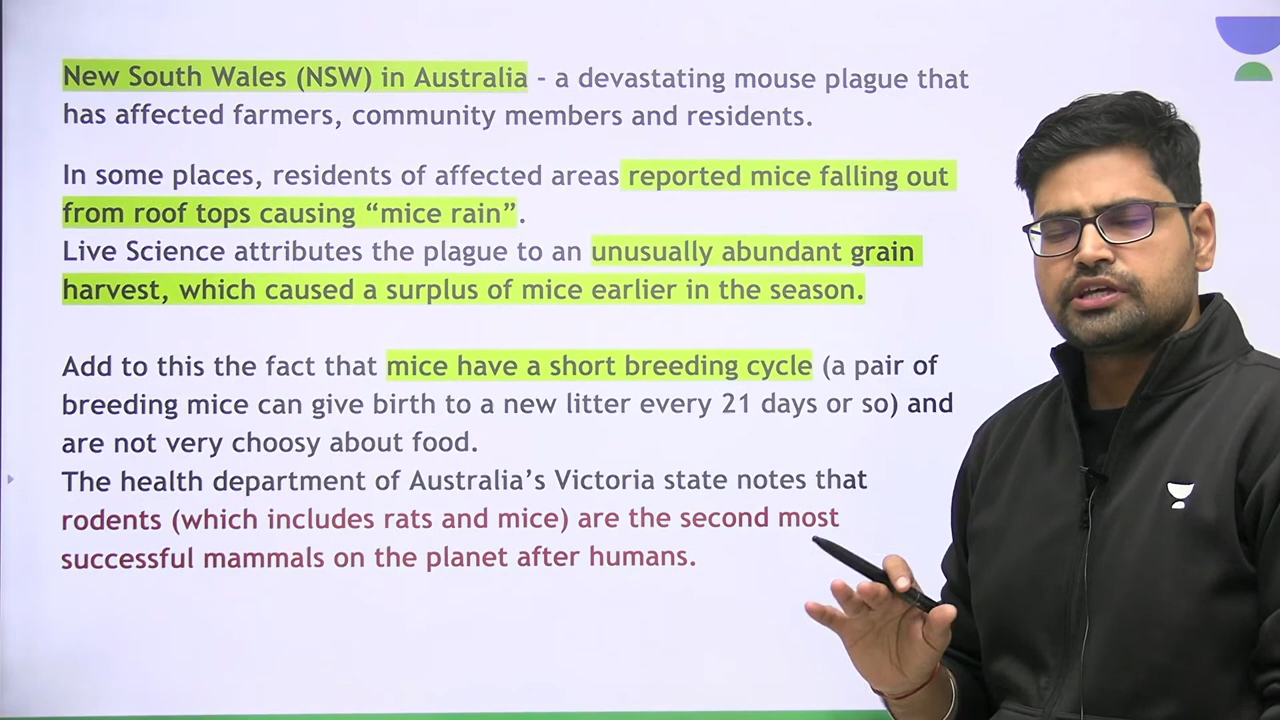 New South Wales (NSW) in Australia - a devastating mouse plague that
has affected farmers, community members and residents.
In some places, residents of affected areas reported mice falling out
from roof tops causing “mice rain”.
Live Science attributes the plague to an unusually abundant grain
harvest, which caused a surplus of mice earlier in the season.
Add to this the fact that mice have a short breeding cycle (a pair of
breeding mice can give birth to a new litter every 21 days or so) and
are not very choosy about food.
The health department of Australia’s Victoria state notes that
rodents (which includes rats and mice) are the second most
successful mammals on the planet after humans.